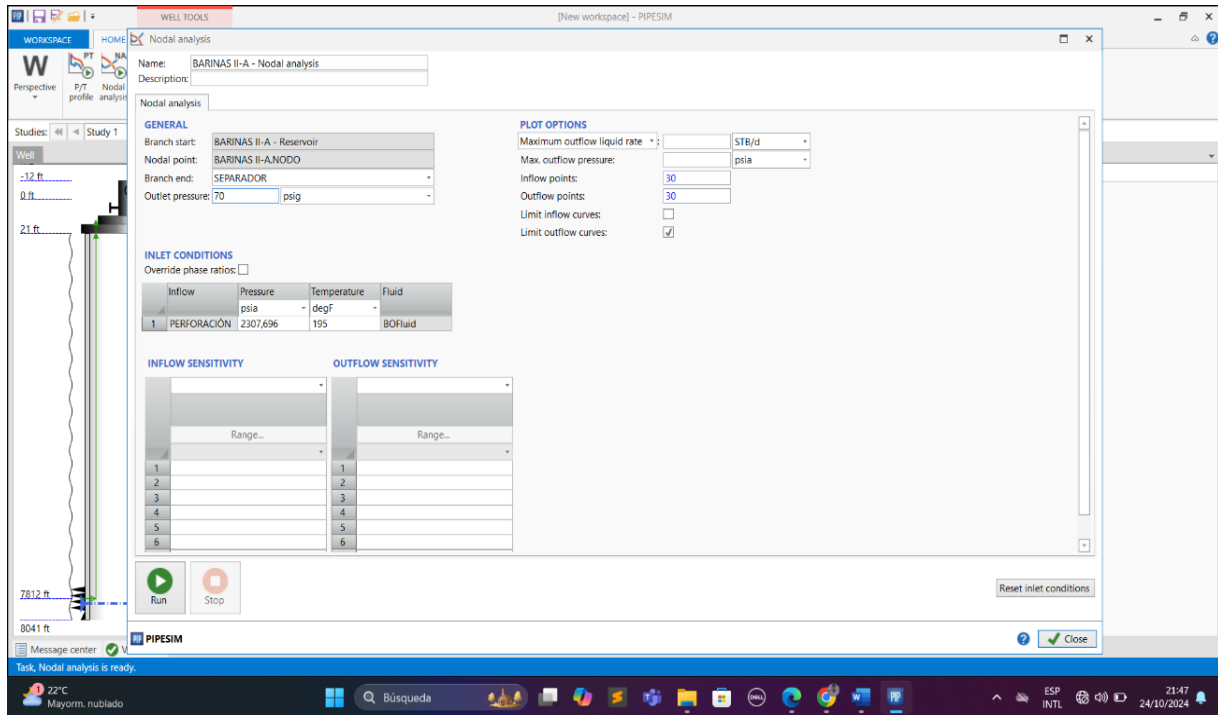 WELL TOOLS
[New workspace] - PIPESIM
WORKSPACE
HOME
Nodal analysis
W
PT
NA
Perspective
P/T profile
Nodal analysis
Name: BARINAS II-A - Nodal analysis
Description:
Nodal analysis
Studies: Study 1
Well
-12 ft
0 ft
21 ft
7812 ft
8041 ft
GENERAL
Branch start: BARINAS II-A - Reservoir
Nodal point: BARINAS II-A.NODO
Branch end: SEPARADOR
Outlet pressure: 70 psig
PLOT OPTIONS
Maximum outflow liquid rate : STB/d
Max. outflow pressure: psia
Inflow points: 30
Outflow points: 30
Limit inflow curves:
Limit outflow curves:
INLET CONDITIONS
Override phase ratios:
Inflow Pressure Temperature Fluid
psia degF
1 PERFORACIÓN 2307,696 195 BOFluid
INFLOW SENSITIVITY OUTFLOW SENSITIVITY
Range... Range...
1 1
2 2
3 3
4 4
5 5
6 6
Run Stop
Reset inlet conditions
PIPESIM
Close
Message center
Task, Nodal analysis is ready.
1
22°C
Mayorm. nublado
Búsqueda
DELL
ESP
INTL
21:47
24/10/2024